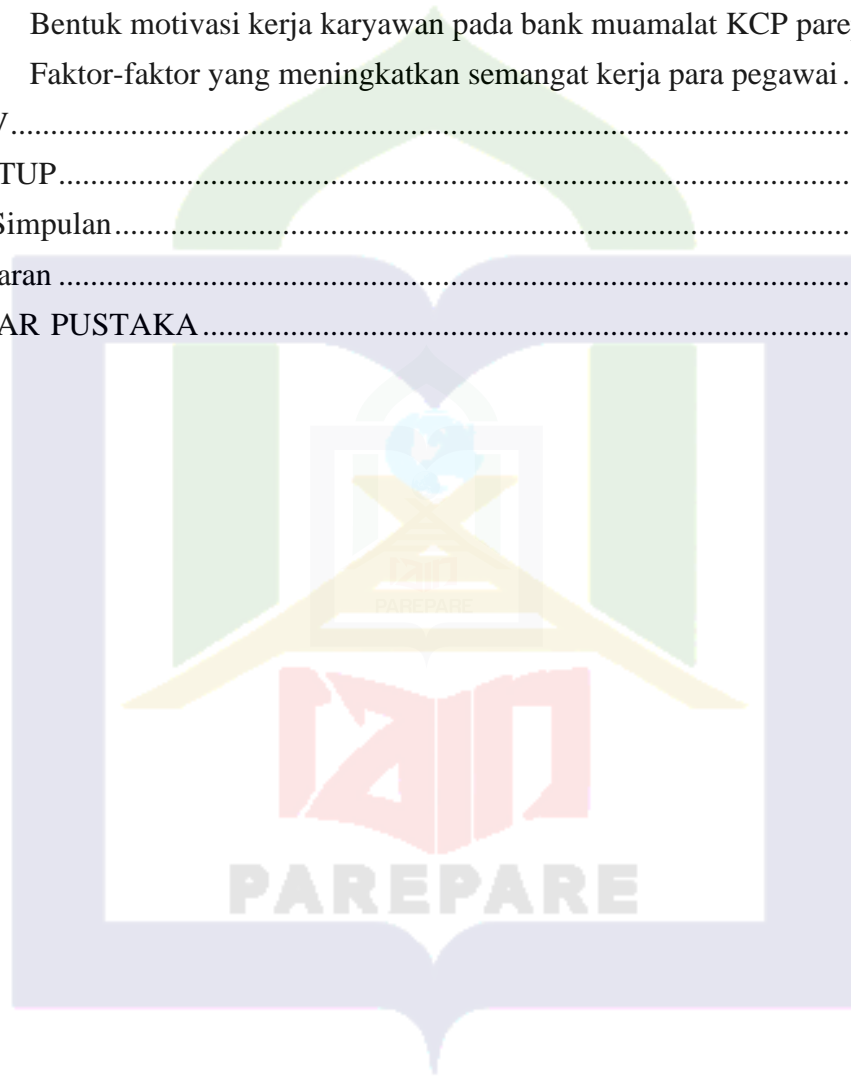 Bentuk motivasi kerja karyawan pada bank muamalat KCP pare
Faktor-faktor yang meningkatkan semangat kerja para pegawai .
V....................................................................................................
TUP....................................................................................................
Simpulan....................................................................................................
aran ....................................................................................................
AR PUSTAKA ....................................................................................................
PAREPARE
iain
PAREPARE